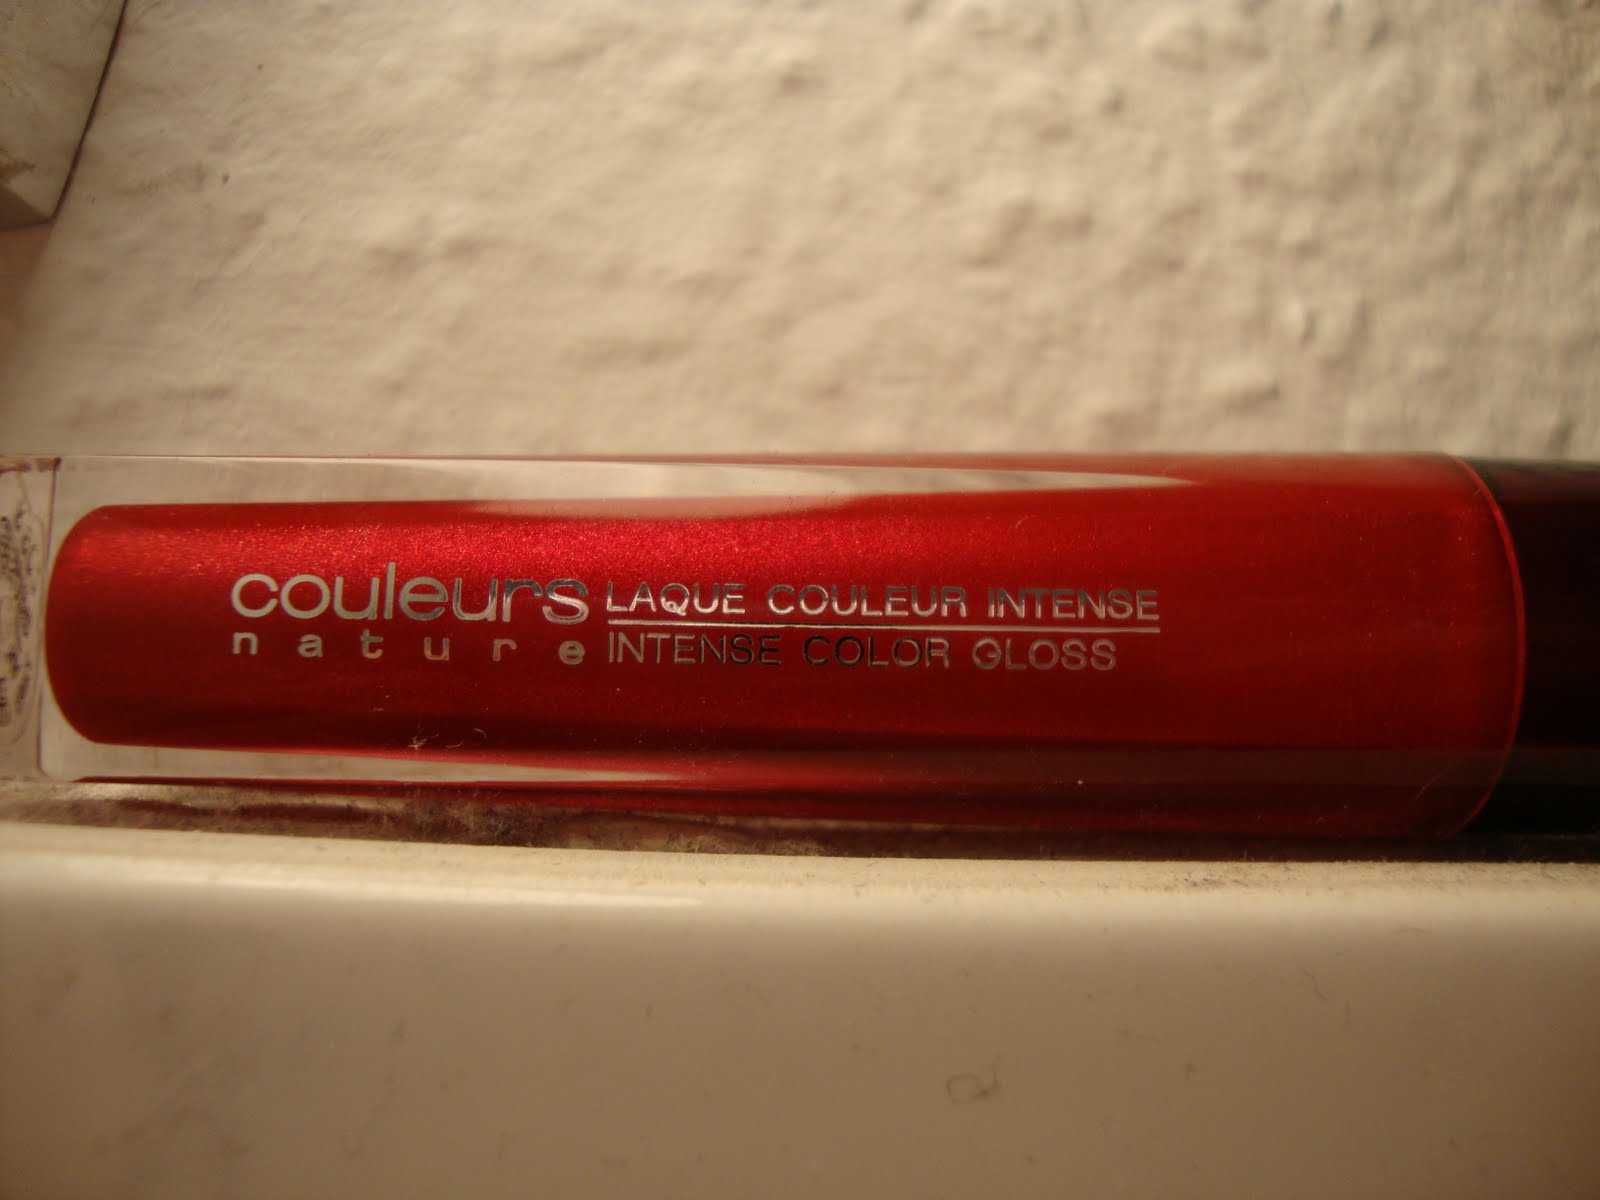 couleurs
nature
LAQUE COULEUR INTENSE
INTENSE COLOR GLOSS